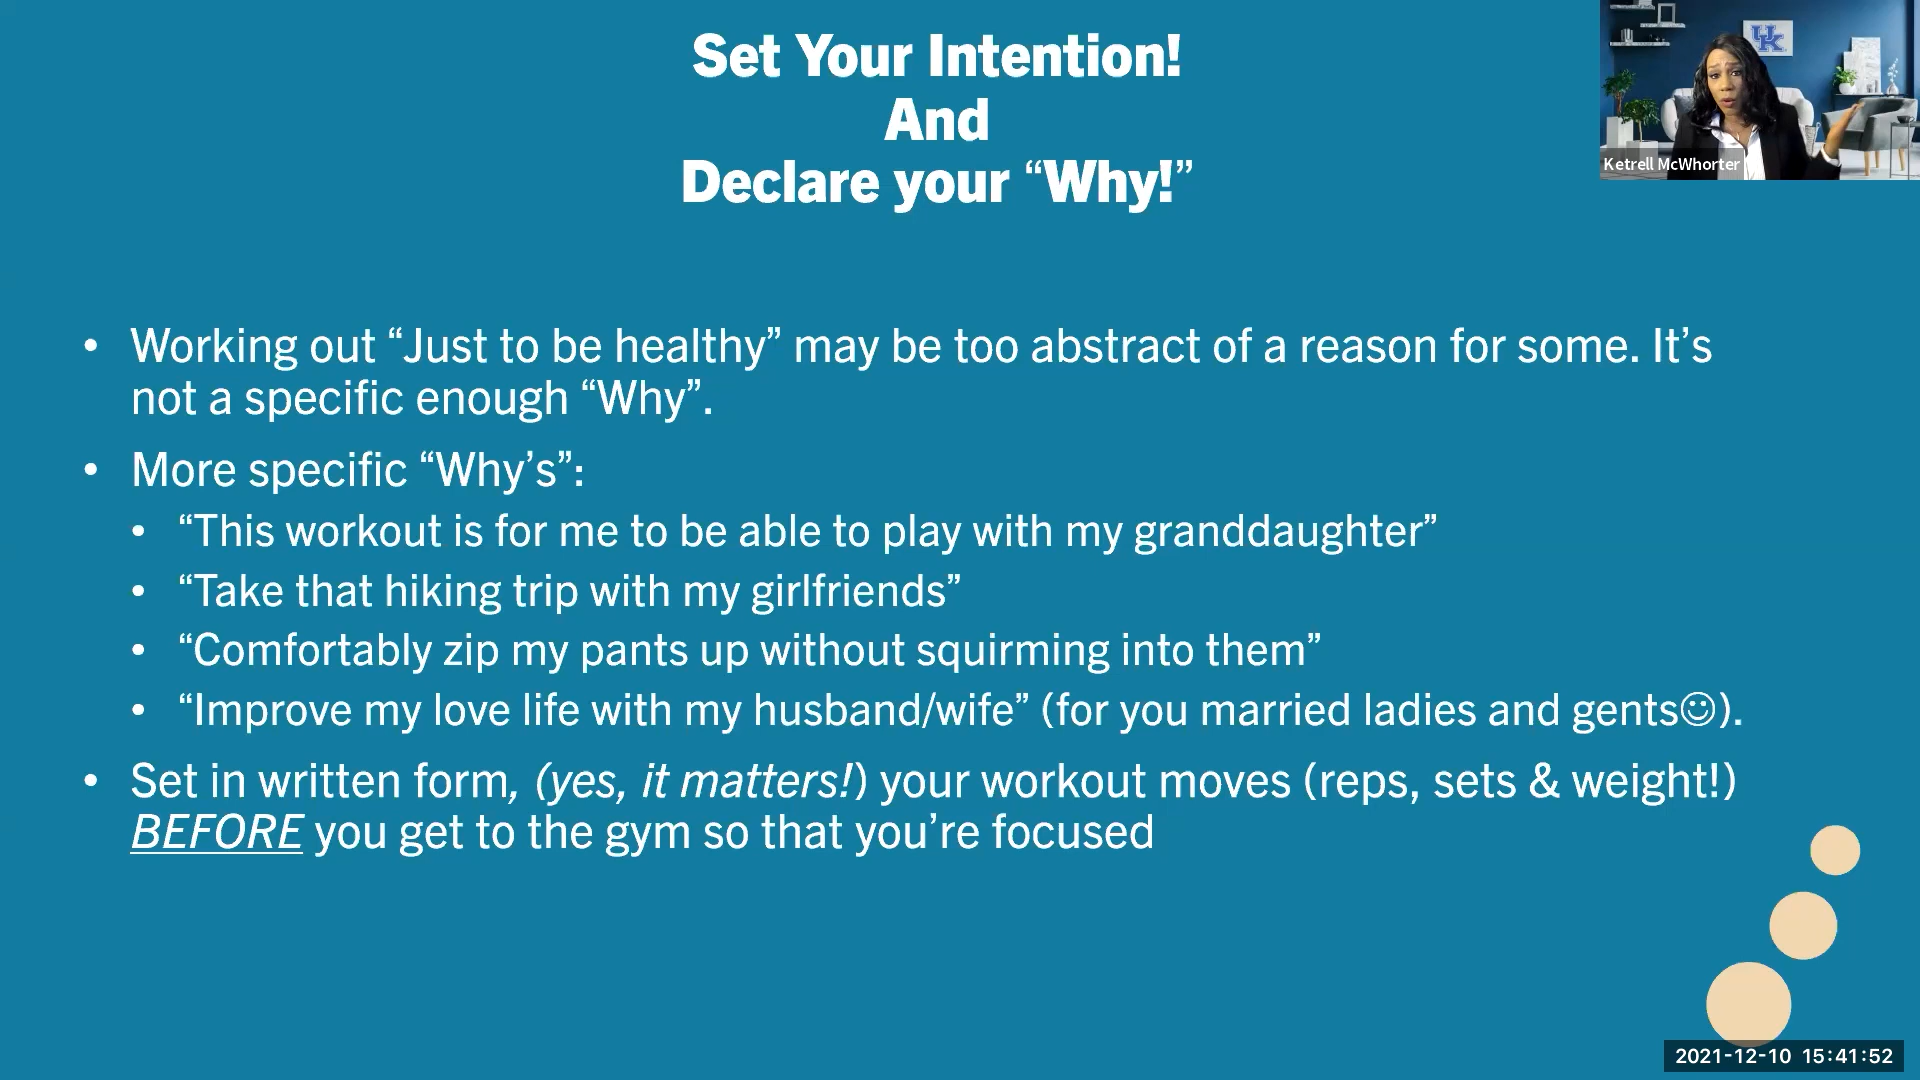 Set Your Intention!
And
Declare your “Why!”
UK
Ketrell McWhorter
• Working out “Just to be healthy” may be too abstract of a reason for some. It’s
not a specific enough “Why”.
• More specific “Why’s”:
• “This workout is for me to be able to play with my granddaughter”
• “Take that hiking trip with my girlfriends”
• “Comfortably zip my pants up without squirming into them”
• “Improve my love life with my husband/wife” (for you married ladies and gents☺).
• Set in written form, (yes, it matters!) your workout moves (reps, sets & weight!)
BEFORE you get to the gym so that you’re focused
2021-12-10 15:41:52